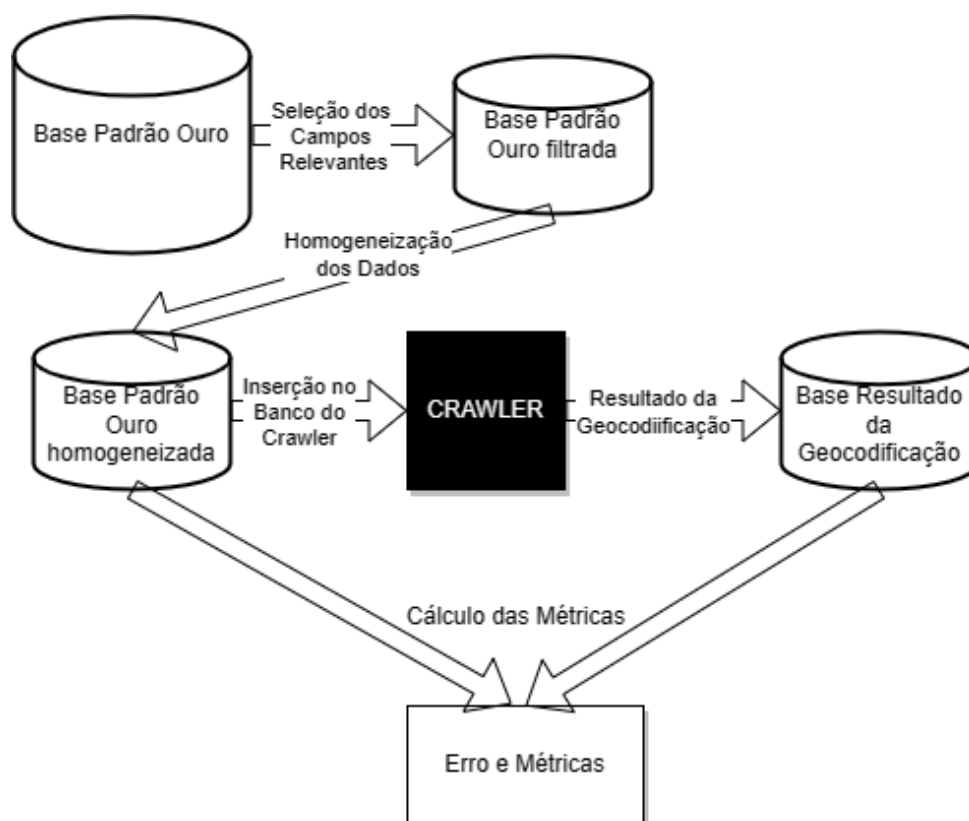 Base Padrão Ouro
Seleção dos
Campos
Relevantes
Base Padrão
Ouro filtrada
Homogeneização
dos Dados
Base Padrão
Ouro
homogeneizada
Inserção no
Banco do
Crawler
CRAWLER
Resultado da
Geocodiificação
Base Resultado
da
Geocodificação
Cálculo das Métricas
Erro e Métricas